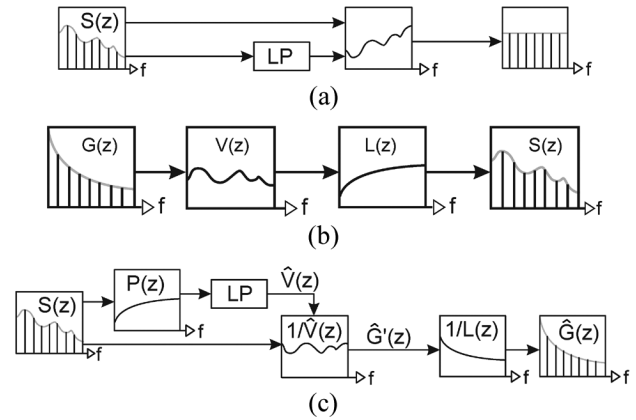 S(z)
LP
f
f
f
(a)
G(z)
V(z)
L(z)
S(z)
f
f
f
f
(b)
P(z)
LP
V̂(z)
S(z)
f
1/V̂(z)
Ĝ'(z)
1/L(z)
Ĝ(z)
f
f
f
f
(c)